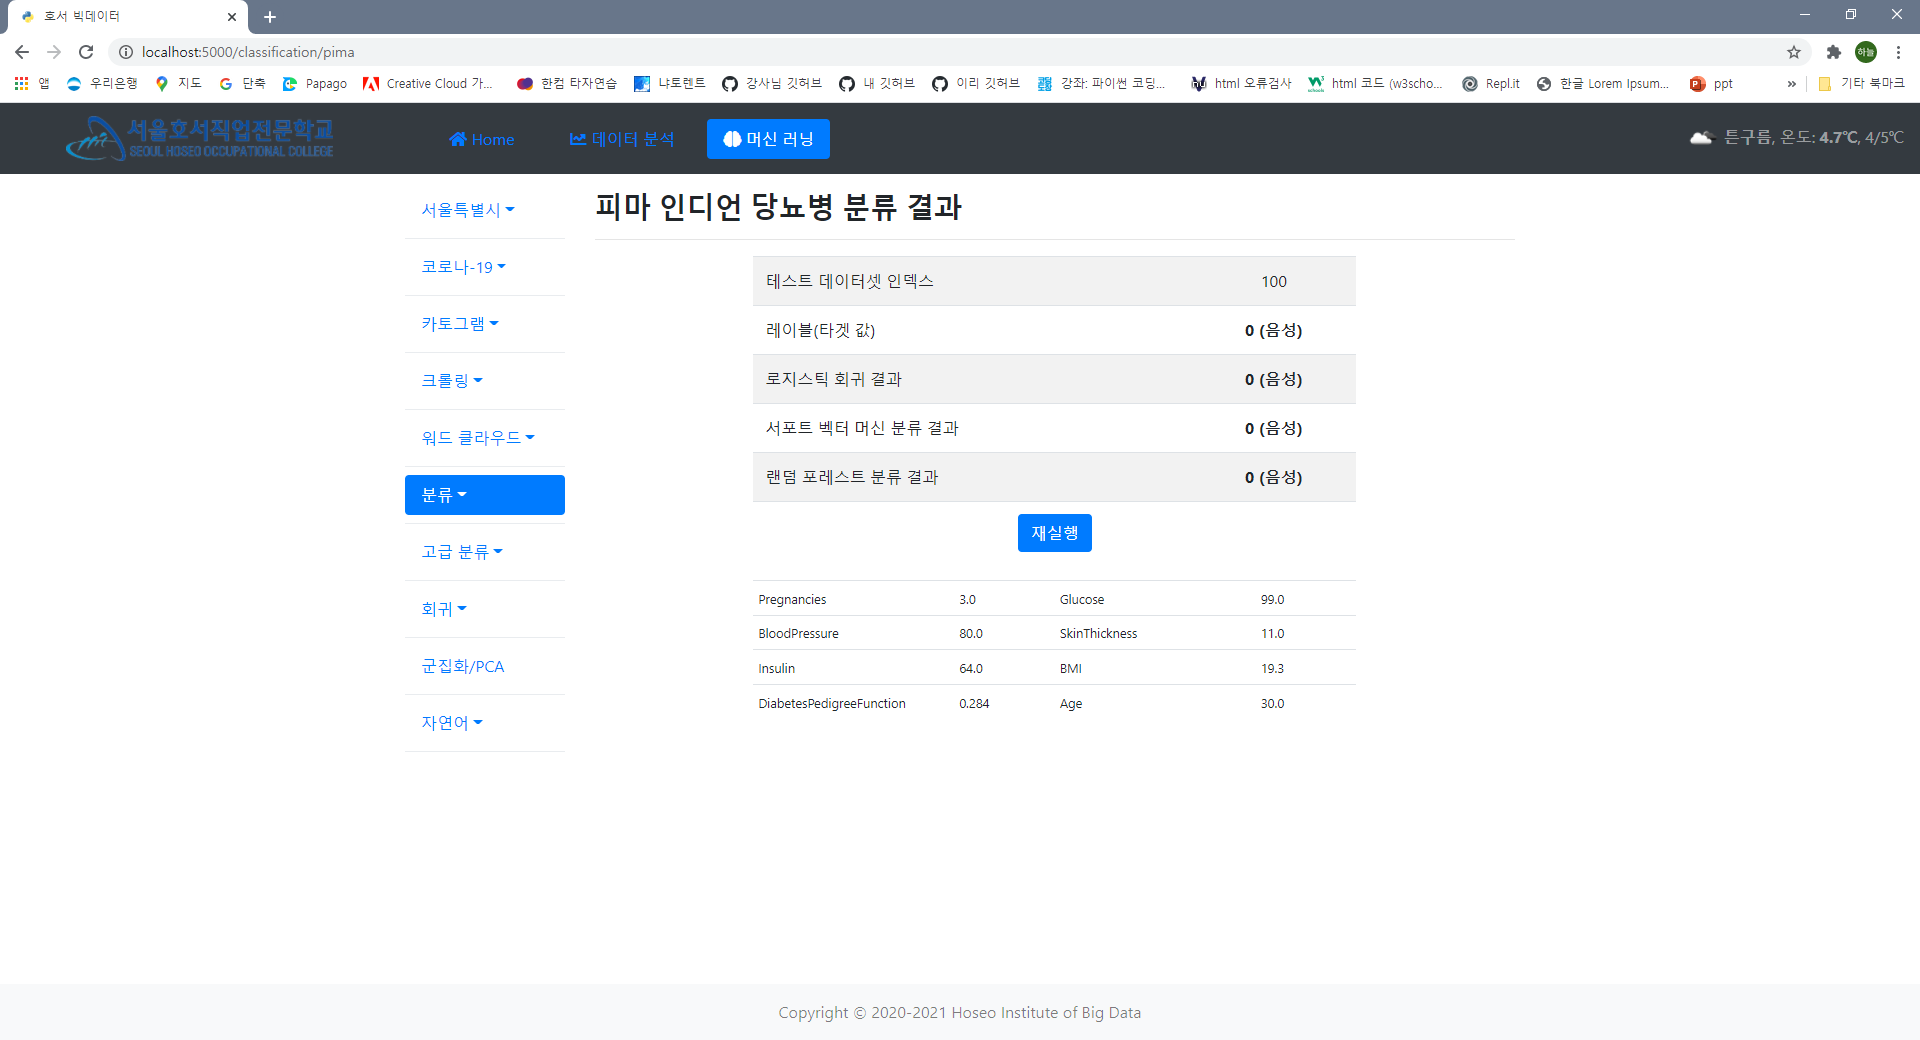 호서 빅데이터
localhost:5000/classification/pima
하늘
앱 우리은행 지도 단축 Papago Creative Cloud 가... 한컴 타자연습 냐토렌트 강사님 깃허브 내 깃허브 이리 깃허브 강좌: 파이썬 코딩... html 오류검사 html 코드 (w3scho... Repl.it 한글 Lorem Ipsum... ppt » 기타 북마크
서울호서직업전문학교
SEOUL HOSEO OCCUPATIONAL COLLEGE
Home 데이터 분석 머신 러닝
튼구름, 온도: 4.7℃, 4/5℃
서울특별시
코로나-19
카토그램
크롤링
워드 클라우드
분류
고급 분류
회귀
군집화/PCA
자연어
피마 인디언 당뇨병 분류 결과
테스트 데이터셋 인덱스 100
레이블(타겟 값) 0 (음성)
로지스틱 회귀 결과 0 (음성)
서포트 벡터 머신 분류 결과 0 (음성)
랜덤 포레스트 분류 결과 0 (음성)
재실행
Pregnancies 3.0 Glucose 99.0
BloodPressure 80.0 SkinThickness 11.0
Insulin 64.0 BMI 19.3
DiabetesPedigreeFunction 0.284 Age 30.0
Copyright © 2020-2021 Hoseo Institute of Big Data